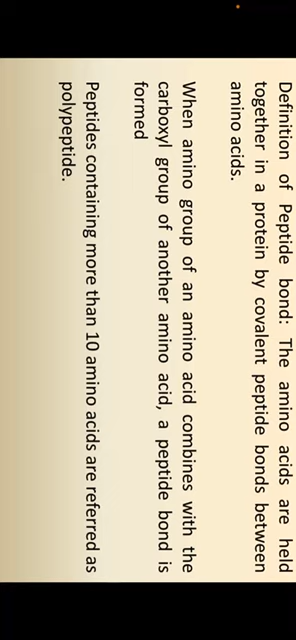 Definition of Peptide bond: The amino acids are held
together in a protein by covalent peptide bonds between
amino acids.
When amino group of an amino acid combines with the
carboxyl group of another amino acid, a peptide bond is
formed
Peptides containing more than 10 amino acids are referred as
polypeptide.